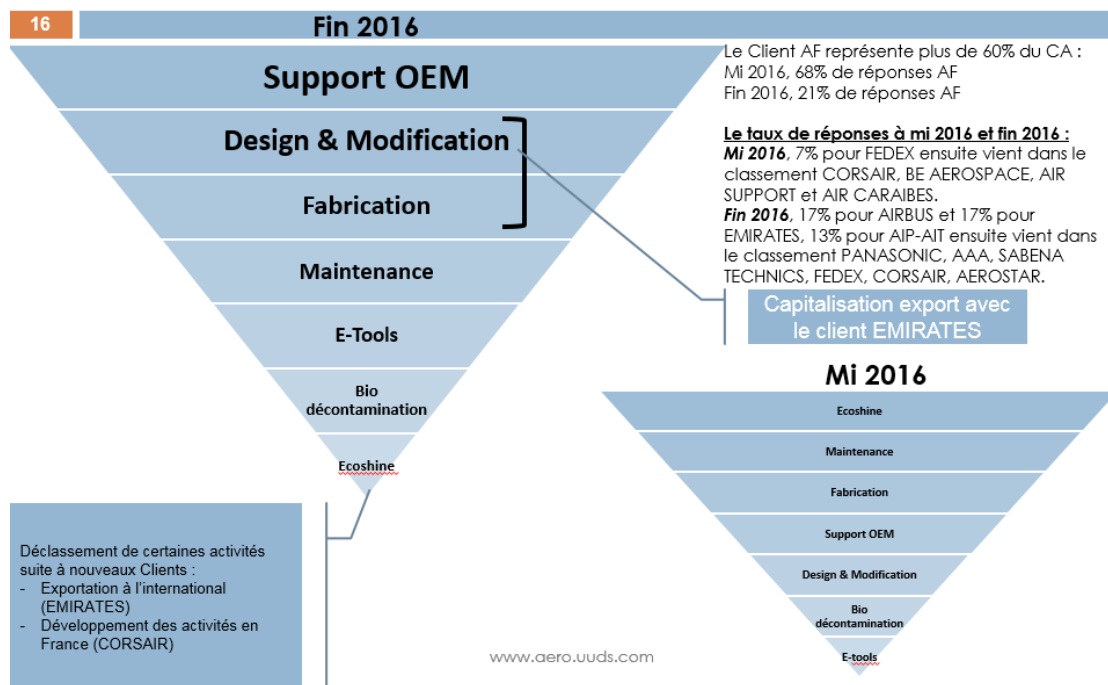 16
Fin 2016
Support OEM
Design & Modification
Fabrication
Maintenance
E-Tools
Bio
décontamination
Ecoshine
Le Client AF représente plus de 60% du CA :
Mi 2016, 68% de réponses AF
Fin 2016, 21% de réponses AF
Le taux de réponses à mi 2016 et fin 2016 :
Mi 2016, 7% pour FEDEX ensuite vient dans le
classement CORSAIR, BE AEROSPACE, AIR
SUPPORT et AIR CARAIBES.
Fin 2016, 17% pour AIRBUS et 17% pour
EMIRATES, 13% pour AIP-AIT ensuite vient dans
le classement PANASONIC, AAA, SABENA
TECHNICS, FEDEX, CORSAIR, AEROSTAR.
Capitalisation export avec
le client EMIRATES
Mi 2016
Ecoshine
Maintenance
Fabrication
Support OEM
Design & Modification
Bio
décontamination
E-tools
Déclassement de certaines activités
suite à nouveaux Clients :
- Exportation à l'international
(EMIRATES)
- Développement des activités en
France (CORSAIR)
www.aero.uuds.com